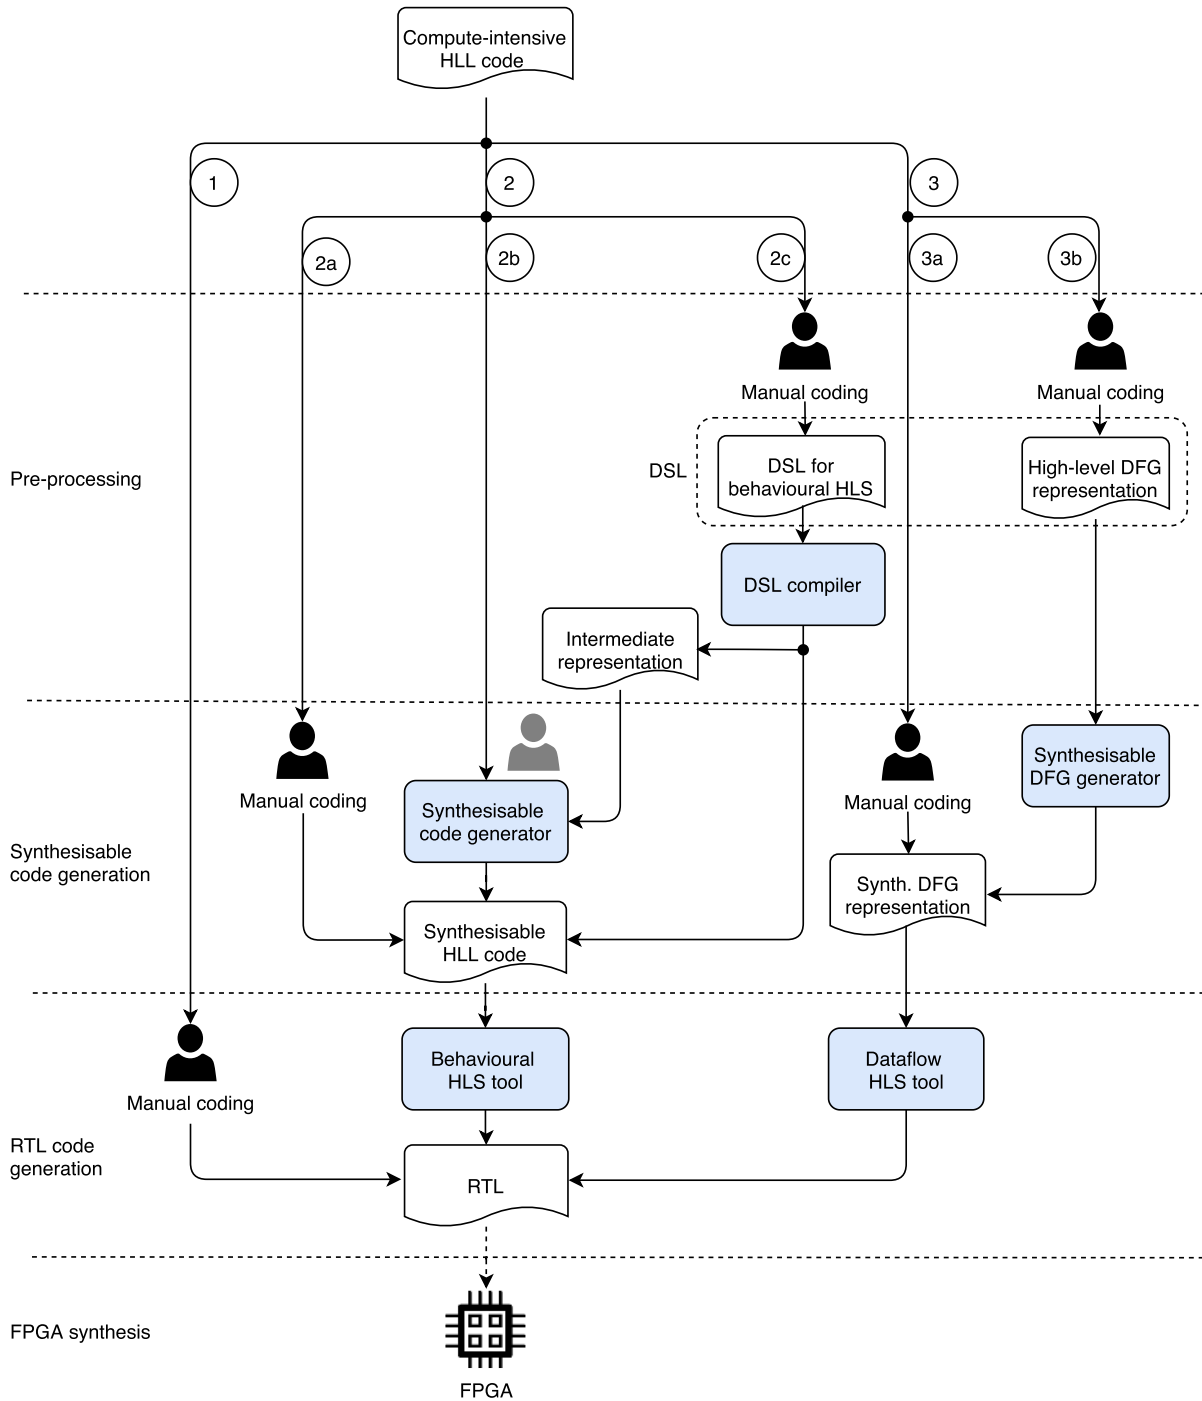 Compute-intensive
HLL code
1
2
3
2a
2b
2c
3a
3b
Manual coding
Manual coding
Pre-processing
DSL
DSL for
behavioural HLS
High-level DFG
representation
DSL compiler
Intermediate
representation
Manual coding
Synthesisable
code generator
Manual coding
Synthesisable
DFG generator
Synthesisable
code generation
Synthesisable
HLL code
Synth. DFG
representation
Manual coding
Behavioural
HLS tool
Dataflow
HLS tool
RTL code
generation
RTL
FPGA synthesis
FPGA